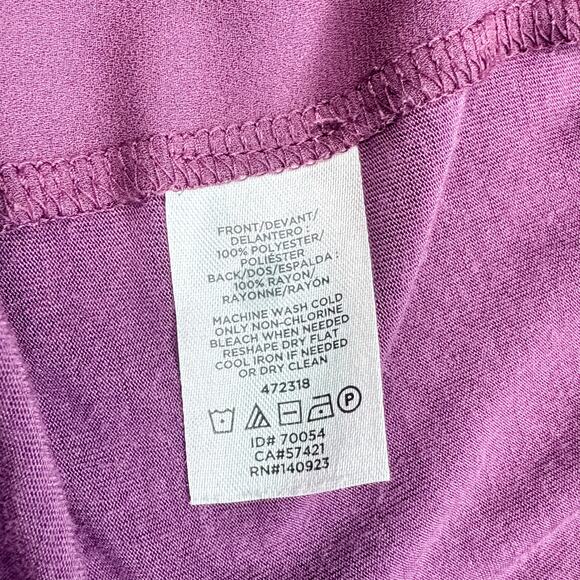 FRONT/DEVANT/
DELANTERO :
100% POLYESTER/
POLIÉSTER
BACK/DOS/ESPALDA :
100% RAYON/
RAYONNE/RAYÓN
MACHINE WASH COLD
ONLY NON-CHLORINE
BLEACH WHEN NEEDED
RESHAPE DRY FLAT
COOL IRON IF NEEDED
OR DRY CLEAN
472318
P
ID# 70054
CA#57421
RN#140923